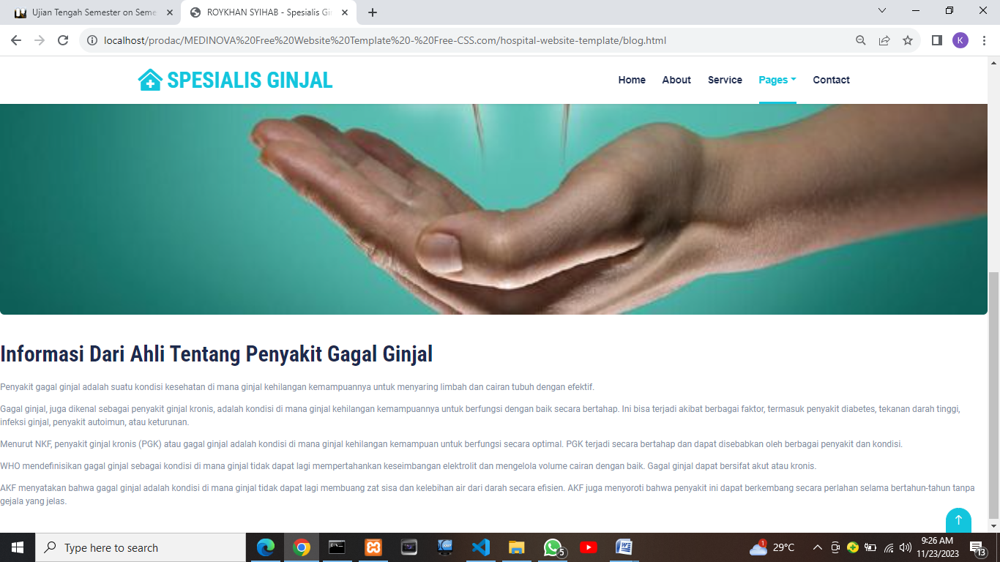 Ujian Tengah Semester on Seme
ROYKHAN SYIHAB - Spesialis Gin
localhost/prodac/MEDINOVA%20Free%20Website%20Template%20-%20Free-CSS.com/hospital-website-template/blog.html
K
SPESIALIS GINJAL
Home About Service Pages Contact
Informasi Dari Ahli Tentang Penyakit Gagal Ginjal
Penyakit gagal ginjal adalah suatu kondisi kesehatan di mana ginjal kehilangan kemampuannya untuk menyaring limbah dan cairan tubuh dengan efektif.
Gagal ginjal, juga dikenal sebagai penyakit ginjal kronis, adalah kondisi di mana ginjal kehilangan kemampuannya untuk berfungsi dengan baik secara bertahap. Ini bisa terjadi akibat berbagai faktor, termasuk penyakit diabetes, tekanan darah tinggi,
infeksi ginjal, penyakit autoimun, atau keturunan.
Menurut NKF, penyakit ginjal kronis (PGK) atau gagal ginjal adalah kondisi di mana ginjal kehilangan kemampuan untuk berfungsi secara optimal. PGK terjadi secara bertahap dan dapat disebabkan oleh berbagai penyakit dan kondisi.
WHO mendefinisikan gagal ginjal sebagai kondisi di mana ginjal tidak dapat lagi mempertahankan keseimbangan elektrolit dan mengelola volume cairan dengan baik. Gagal ginjal dapat bersifat akut atau kronis.
AKF menyatakan bahwa gagal ginjal adalah kondisi di mana ginjal tidak dapat lagi membuang zat sisa dan kelebihan air dari darah secara efisien. AKF juga menyoroti bahwa penyakit ini dapat berkembang secara perlahan selama bertahun-tahun tanpa
gejala yang jelas.
Type here to search
5
1
29°C
9:26 AM
11/23/2023
13